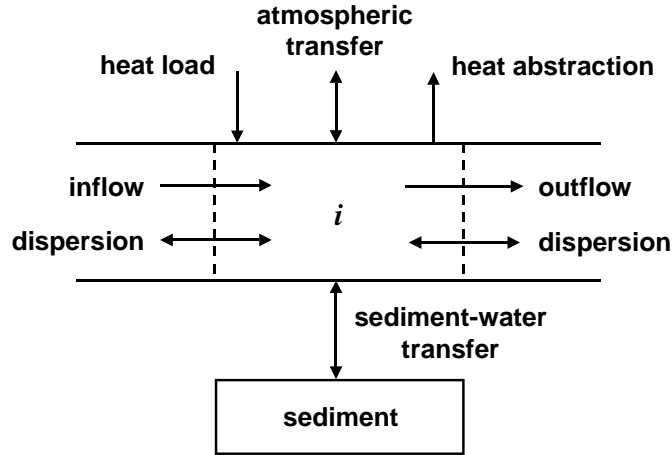 atmospheric
transfer
heat load
heat abstraction
inflow
outflow
i
dispersion
dispersion
sediment-water
transfer
sediment